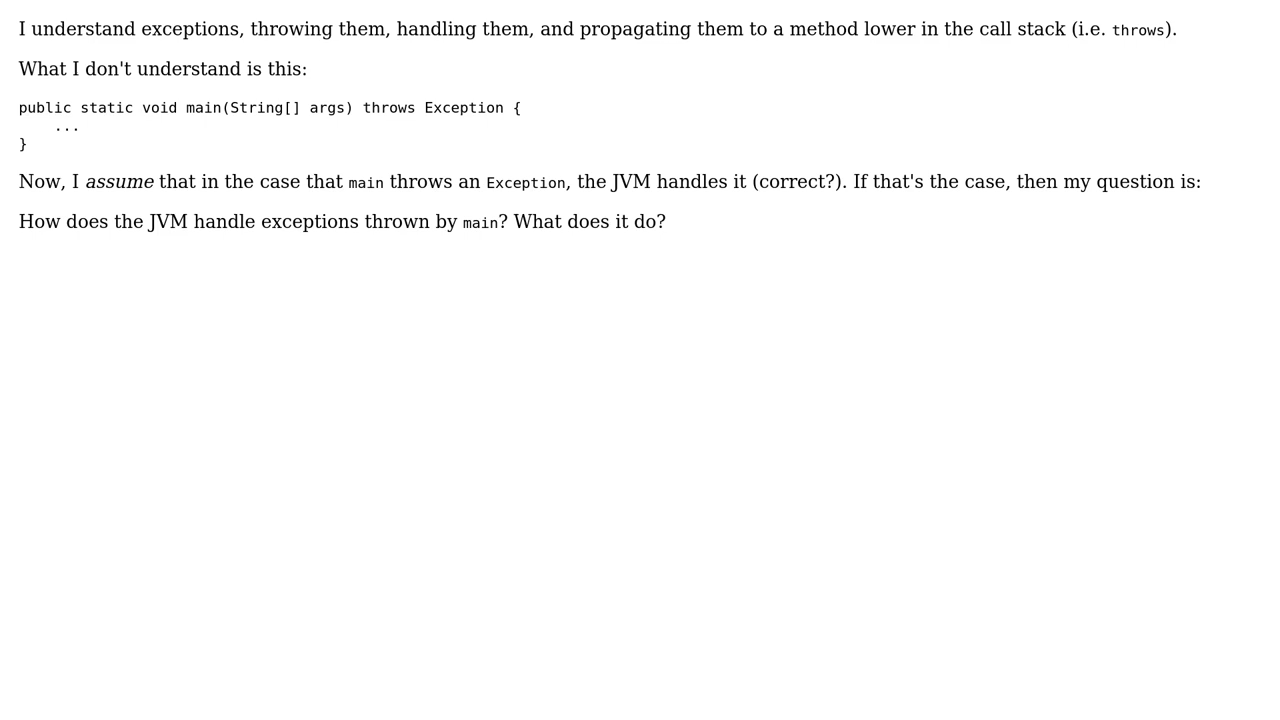 I understand exceptions, throwing them, handling them, and propagating them to a method lower in the call stack (i.e. throws).
What I don't understand is this:
public static void main(String[] args) throws Exception {
    ...
}
Now, I assume that in the case that main throws an Exception, the JVM handles it (correct?). If that's the case, then my question is:
How does the JVM handle exceptions thrown by main? What does it do?